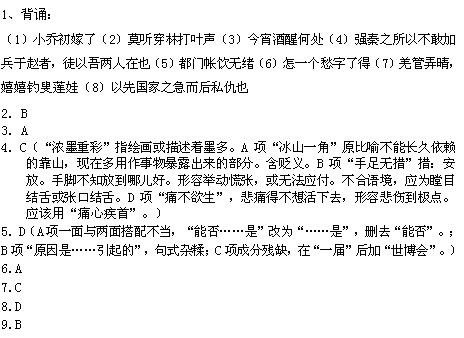 1、背诵：
（1）小乔初嫁了（2）莫听穿林打叶声（3）今宵酒醒何处（4）强秦之所以不敢加
兵于赵者，徒以吾两人在也（5）都门帐饮无绪（6）怎一个愁字了得（7）羌管弄晴，
嬉嬉钓叟莲娃（8）以先国家之急而后私仇也
2. B
3. A
4. C（“浓墨重彩”指绘画或描述着墨多。A 项“冰山一角”原比喻不能长久依赖
的靠山，现在多用作事物暴露出来的部分。含贬义。B 项“手足无措”措：安
放。手脚不知放到哪儿好。形容举动慌张，或无法应付。不合语境，应为瞠目
结舌或张口结舌。D 项“痛不欲生”，悲痛得不想活下去，形容悲伤到极点。
应该用“痛心疾首”。）
5. D（A项一面与两面搭配不当，“能否……是”改为“……是”，删去“能否”。；
B项“原因是……引起的”，句式杂糅；C项成分残缺，在“一届”后加“世博会”。）
6.A
7.C
8.D
9.B